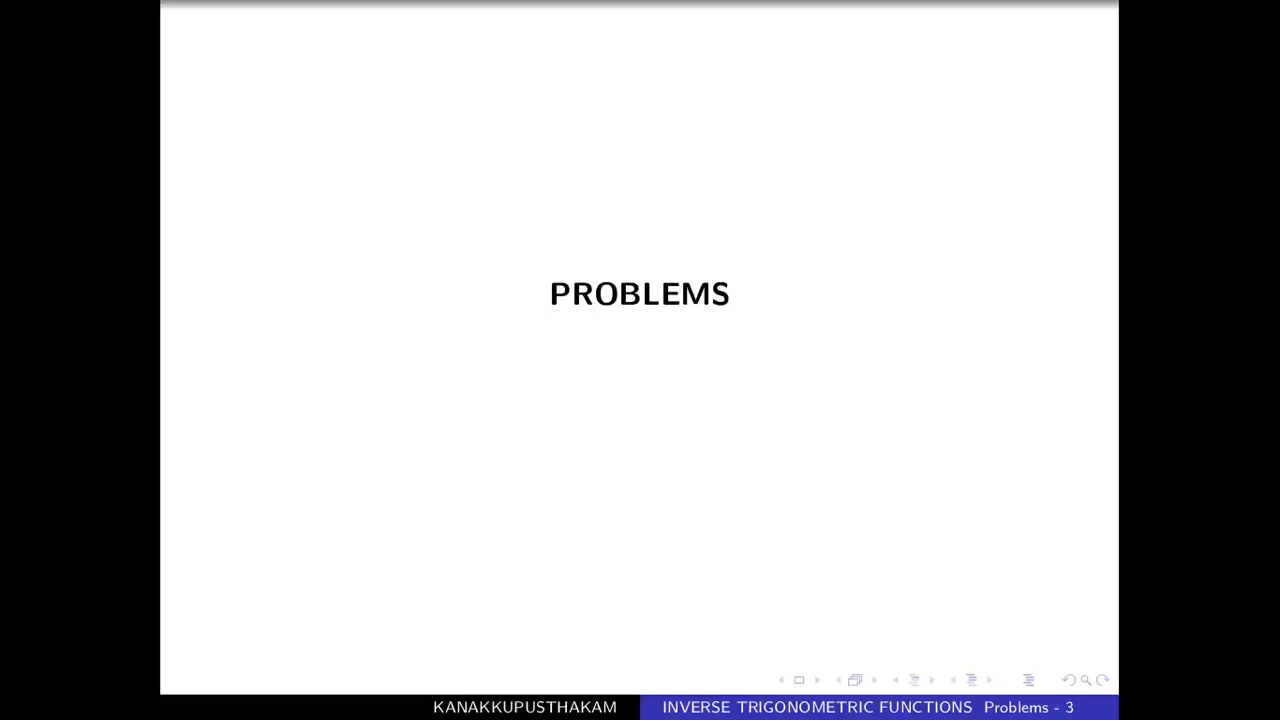 PROBLEMS
KANAKKUPUSTHAKAM
INVERSE TRIGONOMETRIC FUNCTIONS Problems - 3